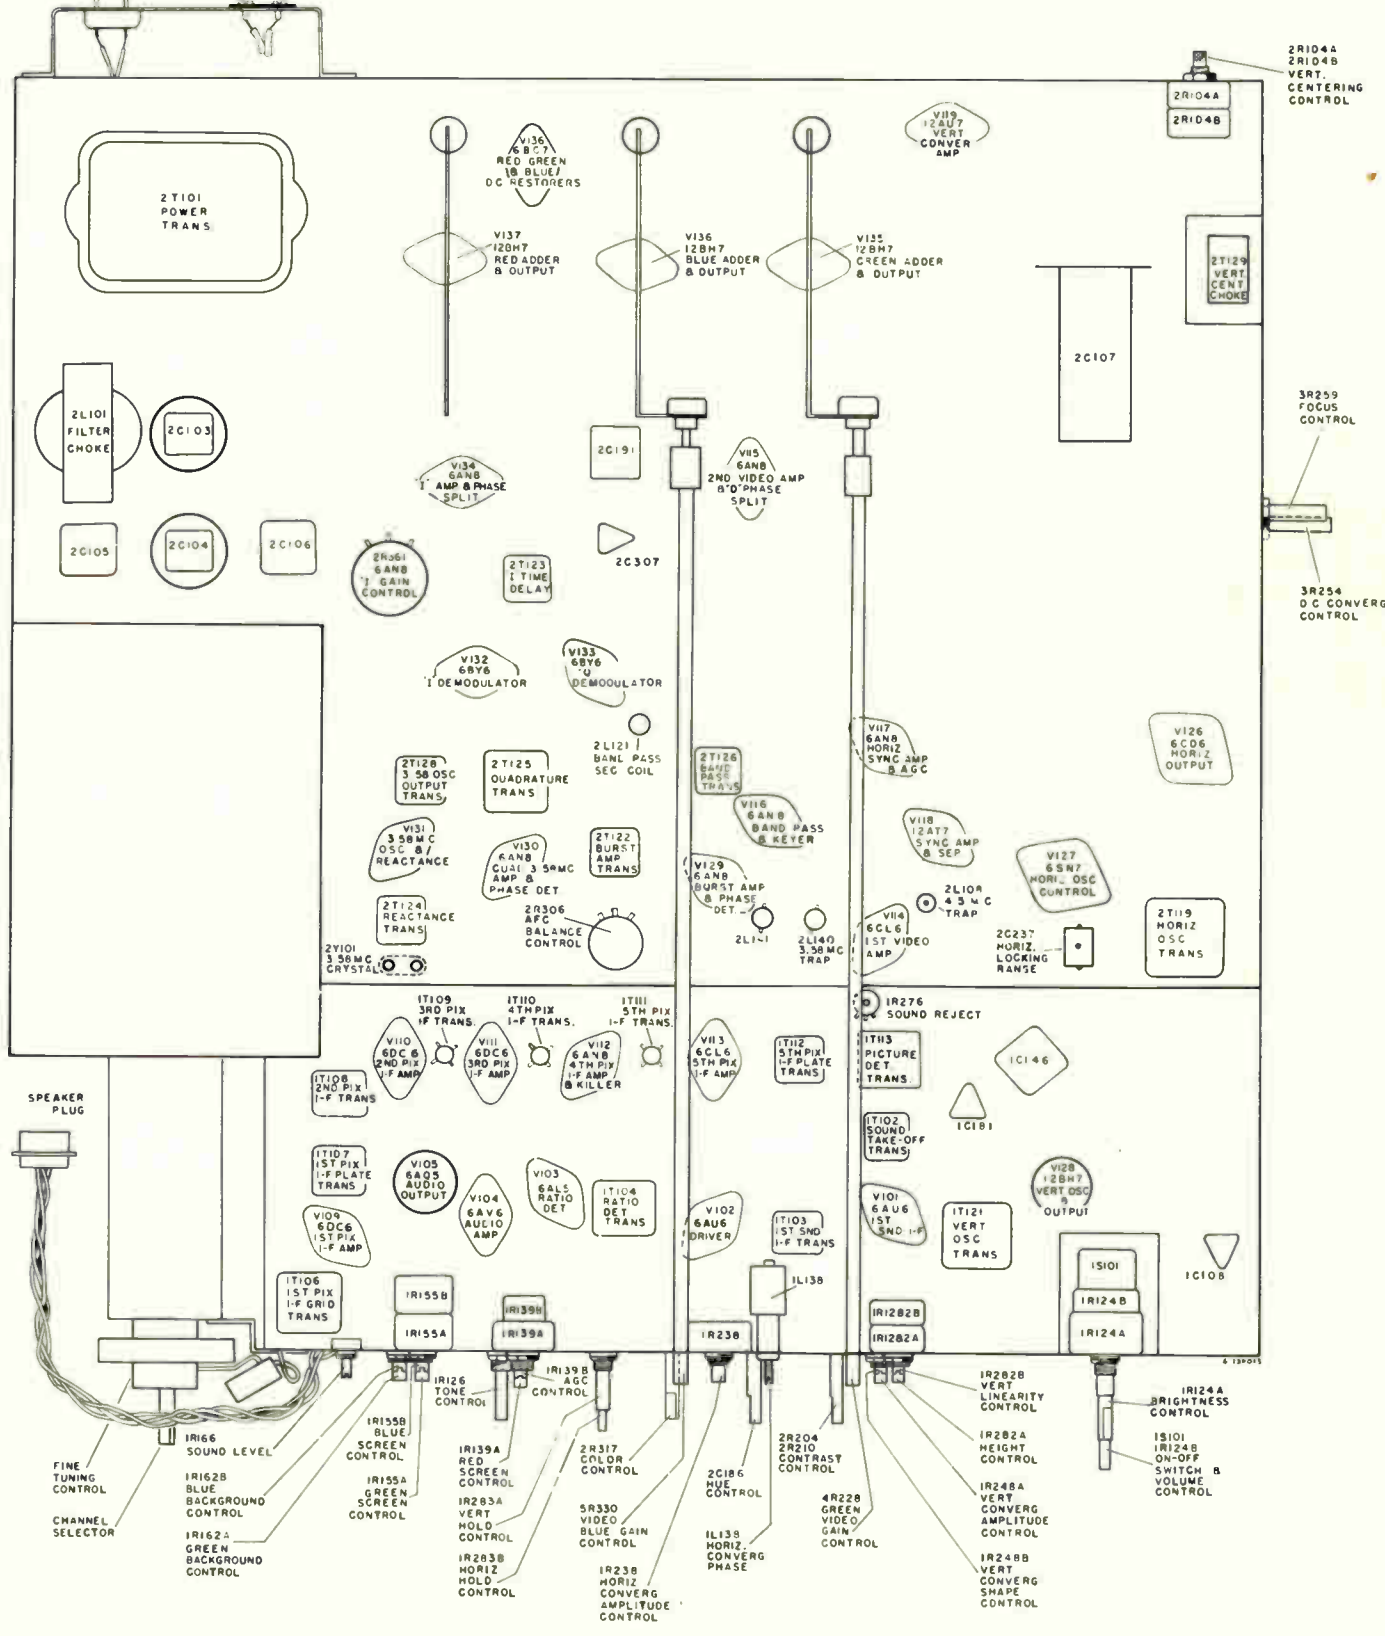 2R104A
2R104B
VERT.
CENTERING
CONTROL
2R104A
2R104B
V119
12AU7
VERT
CONVER
AMP
V136
6BC7
RED GREEN
& BLUE
DC RESTORERS
2T101
POWER
TRANS
V137
12BH7
RED ADDER
& OUTPUT
V136
12BH7
BLUE ADDER
& OUTPUT
V135
12BH7
GREEN ADDER
& OUTPUT
2T129
VERT
CENT
CHOKE
2C107
3R259
FOCUS
CONTROL
2L101
FILTER
CHOKE
2C103
2C191
V134
6AN8
"I" AMP & PHASE
SPLIT
V115
6AN8
2ND VIDEO AMP
& "Q" PHASE
SPLIT
2C105
2C104
2C106
2R361
6AN8
"I" GAIN
CONTROL
2T123
I TIME
DELAY
2C307
3R254
DC CONVERG
CONTROL
V132
6BY6
"I DEMODULATOR
V133
6BY6
"Q
DEMODULATOR
2L121
BAND PASS
SEC COIL
V117
6AN8
HORIZ
SYNC AMP
& AGC
V126
6CD6
HORIZ
OUTPUT
2T128
3.58 OSC
OUTPUT
TRANS
2T125
QUADRATURE
TRANS
2T126
BAND
PASS
TRANS
V116
6AN8
BAND PASS
& KEYER
V118
12AT7
SYNC AMP
& SEP
V131
3.58MC
OSC &
REACTANCE
V130
6AN8
3.58MC
AMP &
PHASE DET
2T122
BURST
AMP
TRANS
V129
6AN8
BURST AMP
& PHASE
DET
V127
6SN7
HORIZ OSC
CONTROL
2T124
REACTANCE
TRANS
2R306
AFC
BALANCE
CONTROL
2L140
3.58MC
TRAP
V114
6CL6
1ST VIDEO
AMP
4.5 MC
TRAP
2C237
HORIZ.
LOCKING
RANGE
2T119
HORIZ
OSC
TRANS
2Y101
3.58MC
CRYSTAL
1T109
3RD PIX
IF TRANS.
1T110
4TH PIX
I-F TRANS.
1T111
5TH PIX
I-F TRANS.
1R276
SOUND REJECT
V110
6DC6
2ND PIX
I-F AMP
V111
6DC6
3RD PIX
I-F AMP
V112
6AN8
4TH PIX
I-F AMP
& KILLER
V113
6CL6
5TH PIX
I-F AMP
1T112
5TH PIX
I-F PLATE
TRANS
1T113
PICTURE
DET
TRANS.
1C146
1T108
2ND PIX
I-F TRANS
SPEAKER
PLUG
1C181
1T102
SOUND
TAKE-OFF
TRANS
1T107
1ST PIX
I-F PLATE
TRANS
V105
6AQ5
AUDIO
OUTPUT
V104
6AV6
AUDIO
AMP
V103
6AL5
RATIO
DET
1T104
RATIO
DET
TRANS
V102
6AU6
DRIVER
1T103
1ST SND
I-F TRANS
V101
6AU6
1ST
SND I-F
1T121
VERT
OSC
TRANS
V128
12BH7
VERT OSC
&
OUTPUT
V109
6DC6
1ST PIX
I-F AMP
1C108
1T106
1ST PIX
I-F GRID
TRANS
1R155B
1R155A
1R139B
1R139A
1R238
1L138
1R1282B
1R1282A
1S101
1R124B
1R124A
1R126
TONE
CONTROL
1R139B
AGC
CONTROL
1R282B
VERT
LINEARITY
CONTROL
1R124A
BRIGHTNESS
CONTROL
1R166
SOUND LEVEL
1R155B
BLUE
SCREEN
CONTROL
1R139A
RED
SCREEN
CONTROL
2R317
COLOR
CONTROL
2C186
HUE
CONTROL
2R204
2R210
CONTRAST
CONTROL
1R282A
HEIGHT
CONTROL
1S101
1R124B
ON-OFF
SWITCH &
VOLUME
CONTROL
FINE
TUNING
CONTROL
1R162B
BLUE
BACKGROUND
CONTROL
1R155A
GREEN
SCREEN
CONTROL
1R283A
VERT
HOLD
CONTROL
5R330
VIDEO
BLUE GAIN
CONTROL
4R228
GREEN
VIDEO
GAIN
CONTROL
1R248A
VERT
CONVERG
AMPLITUDE
CONTROL
CHANNEL
SELECTOR
1R162A
GREEN
BACKGROUND
CONTROL
1R283B
HORIZ
HOLD
CONTROL
1R238
HORIZ
CONVERG
AMPLITUDE
CONTROL
1L138
HORIZ.
CONVERG
PHASE
1R248B
VERT
CONVERG
SHAPE
CONTROL